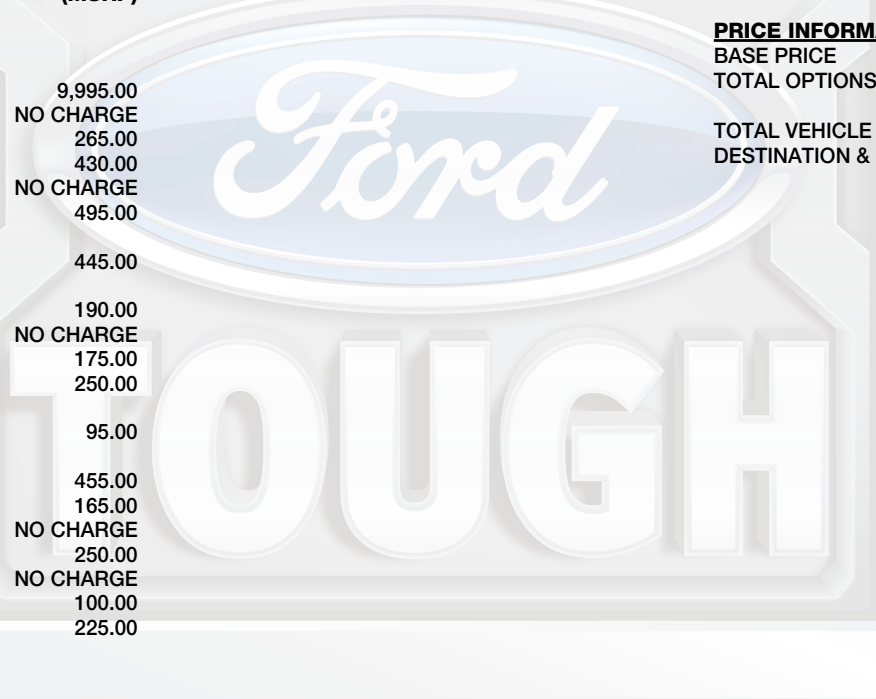 9,995.00
NO CHARGE
265.00
430.00
NO CHARGE
495.00
445.00
190.00
NO CHARGE
175.00
250.00
95.00
455.00
165.00
NO CHARGE
250.00
NO CHARGE
100.00
225.00
PRICE INFORM
BASE PRICE
TOTAL OPTIONS
TOTAL VEHICLE
DESTINATION &
Ford
TOUGH